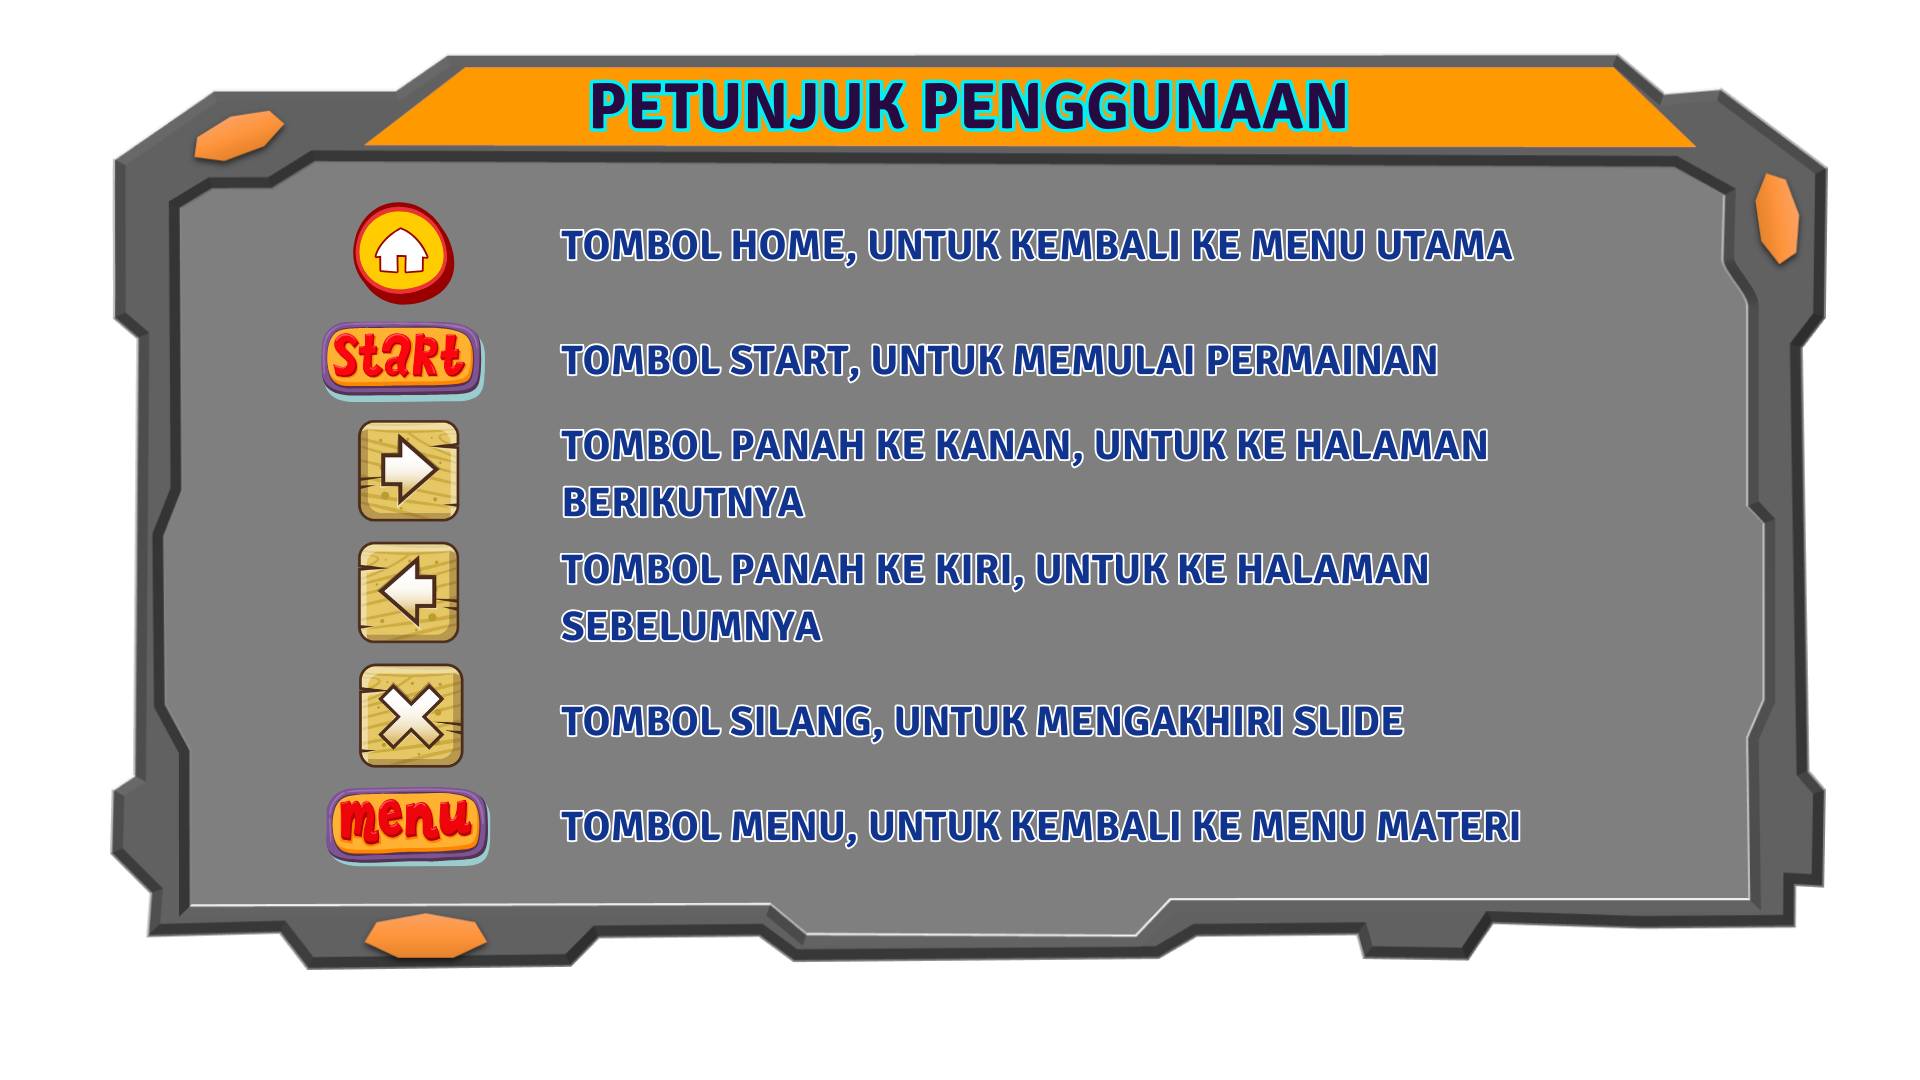 PETUNJUK PENGGUNAAN
TOMBOL HOME, UNTUK KEMBALI KE MENU UTAMA
Start
TOMBOL START, UNTUK MEMULAI PERMAINAN
TOMBOL PANAH KE KANAN, UNTUK KE HALAMAN
BERIKUTNYA
TOMBOL PANAH KE KIRI, UNTUK KE HALAMAN
SEBELUMNYA
TOMBOL SILANG, UNTUK MENGAKHIRI SLIDE
menu
TOMBOL MENU, UNTUK KEMBALI KE MENU MATERI